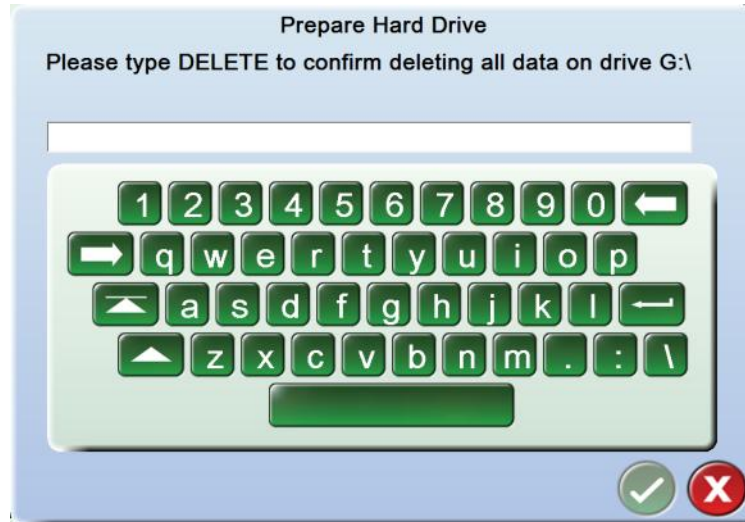 Prepare Hard Drive
Please type DELETE to confirm deleting all data on drive G:\
1 2 3 4 5 6 7 8 9 0
q w e r t y u i o p
a s d f g h j k l
z x c v b n m . : \